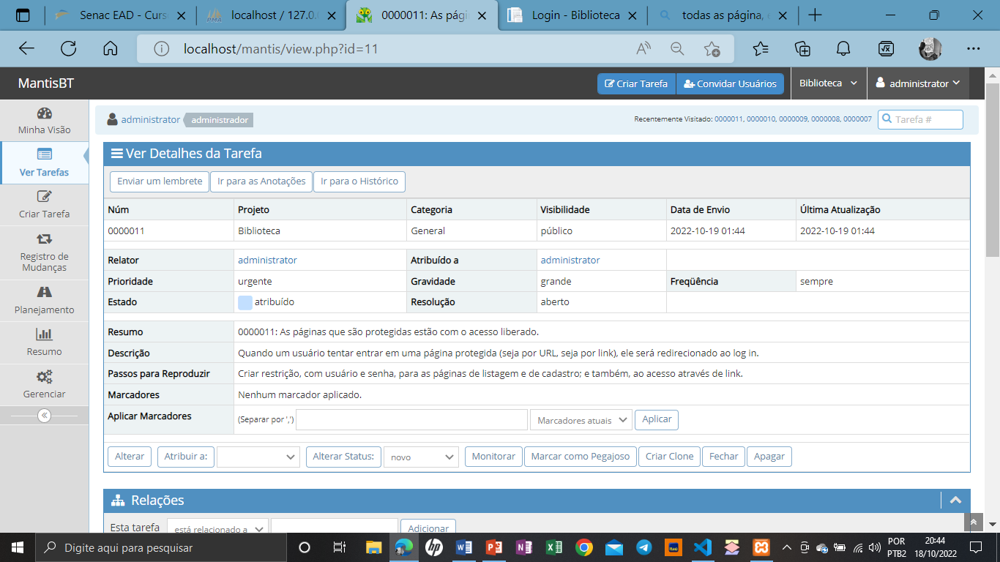 Senac EAD - Curs
localhost / 127.0.
0000011: As pági
Login - Biblioteca
todas as página,
localhost/mantis/view.php?id=11
MantisBT
Criar Tarefa
Convidar Usuários
Biblioteca
administrator
administrator administrador
Recentemente Visitado: 0000011, 0000010, 0000009, 0000008, 0000007
Tarefa #
Minha Visão
Ver Tarefas
Criar Tarefa
Registro de
Mudanças
Planejamento
Resumo
Gerenciar
Ver Detalhes da Tarefa
Enviar um lembrete Ir para as Anotações Ir para o Histórico
Núm Projeto Categoria Visibilidade Data de Envio Última Atualização
0000011 Biblioteca General público 2022-10-19 01:44 2022-10-19 01:44
Relator administrator Atribuído a administrator
Prioridade urgente Gravidade grande Freqüência sempre
Estado atribuído Resolução aberto
Resumo 0000011: As páginas que são protegidas estão com o acesso liberado.
Descrição Quando um usuário tentar entrar em uma página protegida (seja por URL, seja por link), ele será redirecionado ao log in.
Passos para Reproduzir Criar restrição, com usuário e senha, para as páginas de listagem e de cadastro; e também, ao acesso através de link.
Marcadores Nenhum marcador aplicado.
Aplicar Marcadores (Separar por ',') Marcadores atuais Aplicar
Alterar Atribuir a: Alterar Status: novo Monitorar Marcar como Pegajoso Criar Clone Fechar Apagar
Relações
Esta tarefa está relacionado a Adicionar
Digite aqui para pesquisar
POR
PTB2
20:44
18/10/2022